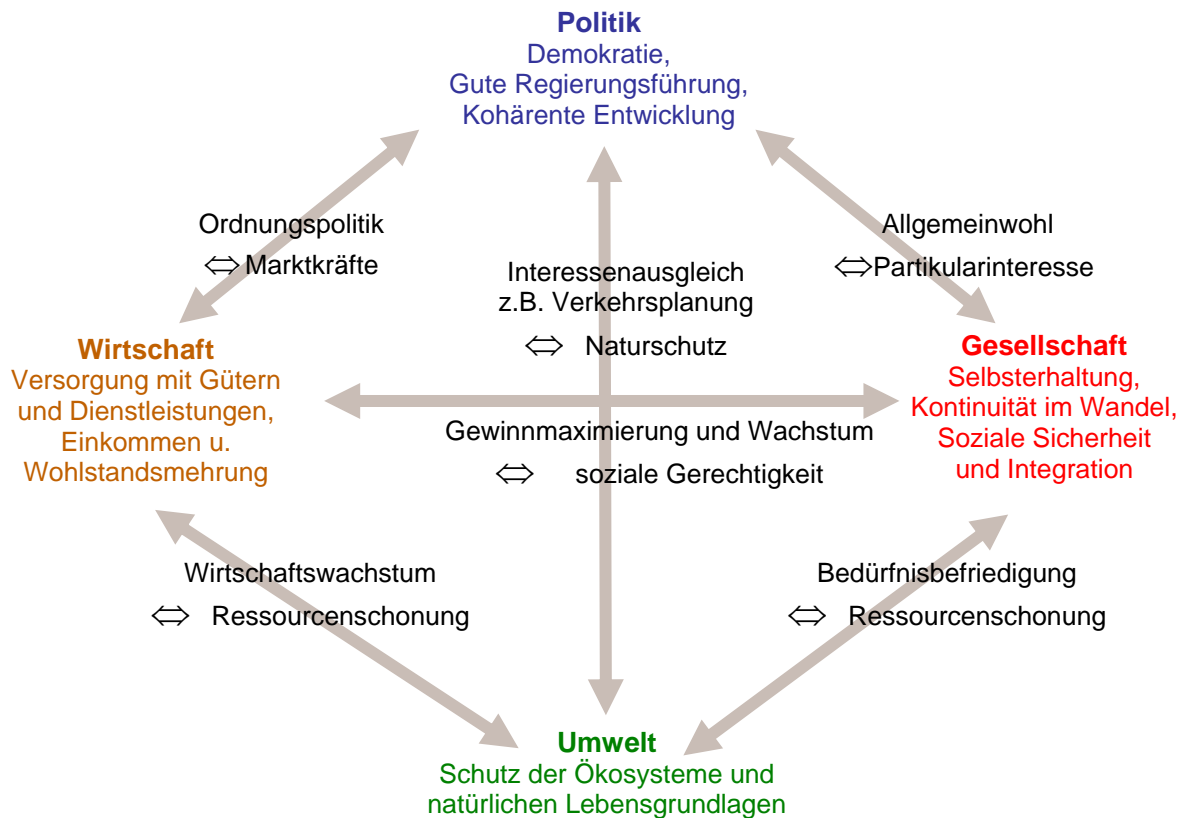 Politik
Demokratie,
Gute Regierungsführung,
Kohärente Entwicklung
Ordnungspolitik
⇔ Marktkräfte
Interessenausgleich
z.B. Verkehrsplanung
⇔ Naturschutz
Allgemeinwohl
⇔Partikularinteresse
Wirtschaft
Versorgung mit Gütern
und Dienstleistungen,
Einkommen u.
Wohlstandsmehrung
Gesellschaft
Selbsterhaltung,
Kontinuität im Wandel,
Soziale Sicherheit
und Integration
Gewinnmaximierung und Wachstum
⇔ soziale Gerechtigkeit
Wirtschaftswachstum
⇔ Ressourcenschonung
Bedürfnisbefriedigung
⇔ Ressourcenschonung
Umwelt
Schutz der Ökosysteme und
natürlichen Lebensgrundlagen